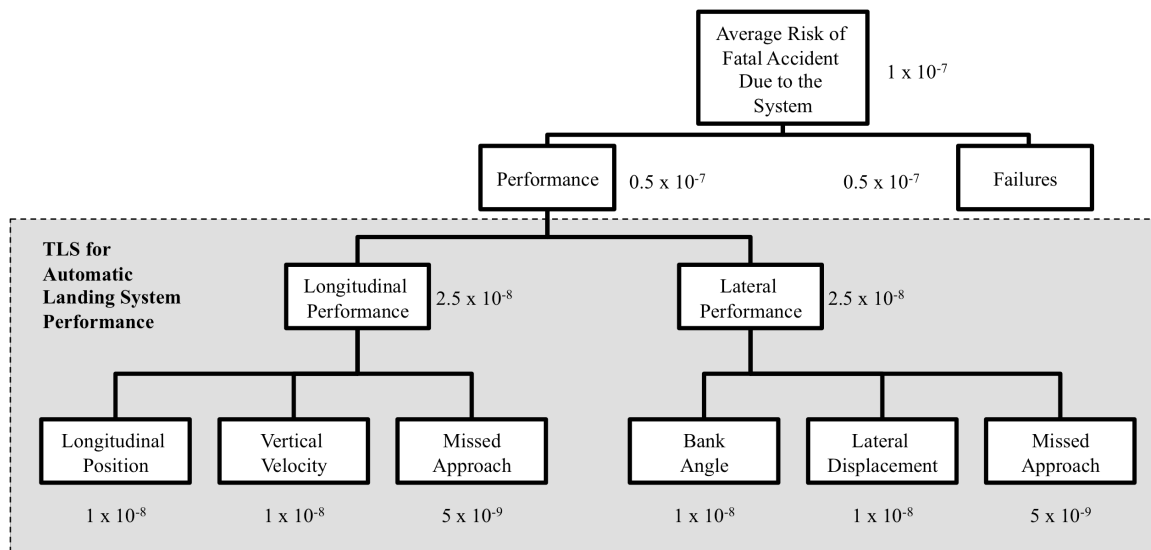 Average Risk of
Fatal Accident
Due to the
System
1 x 10⁻⁷
Performance
0.5 x 10⁻⁷
0.5 x 10⁻⁷
Failures
TLS for
Automatic
Landing System
Performance
Longitudinal
Performance
2.5 x 10⁻⁸
Lateral
Performance
2.5 x 10⁻⁸
Longitudinal
Position
Vertical
Velocity
Missed
Approach
Bank
Angle
Lateral
Displacement
Missed
Approach
1 x 10⁻⁸
1 x 10⁻⁸
5 x 10⁻⁹
1 x 10⁻⁸
1 x 10⁻⁸
5 x 10⁻⁹